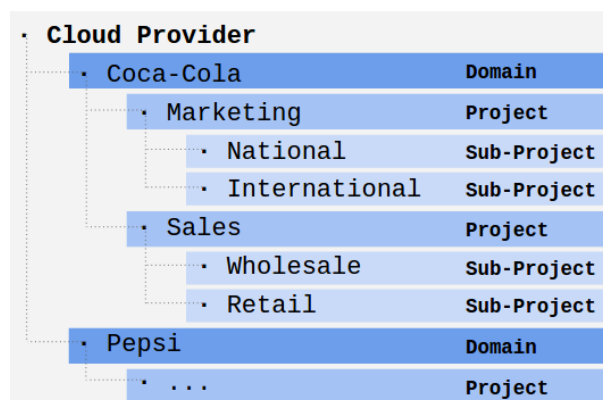 · Cloud Provider
· Coca-Cola Domain
· Marketing Project
· National Sub-Project
· International Sub-Project
· Sales Project
· Wholesale Sub-Project
· Retail Sub-Project
· Pepsi Domain
· ... Project